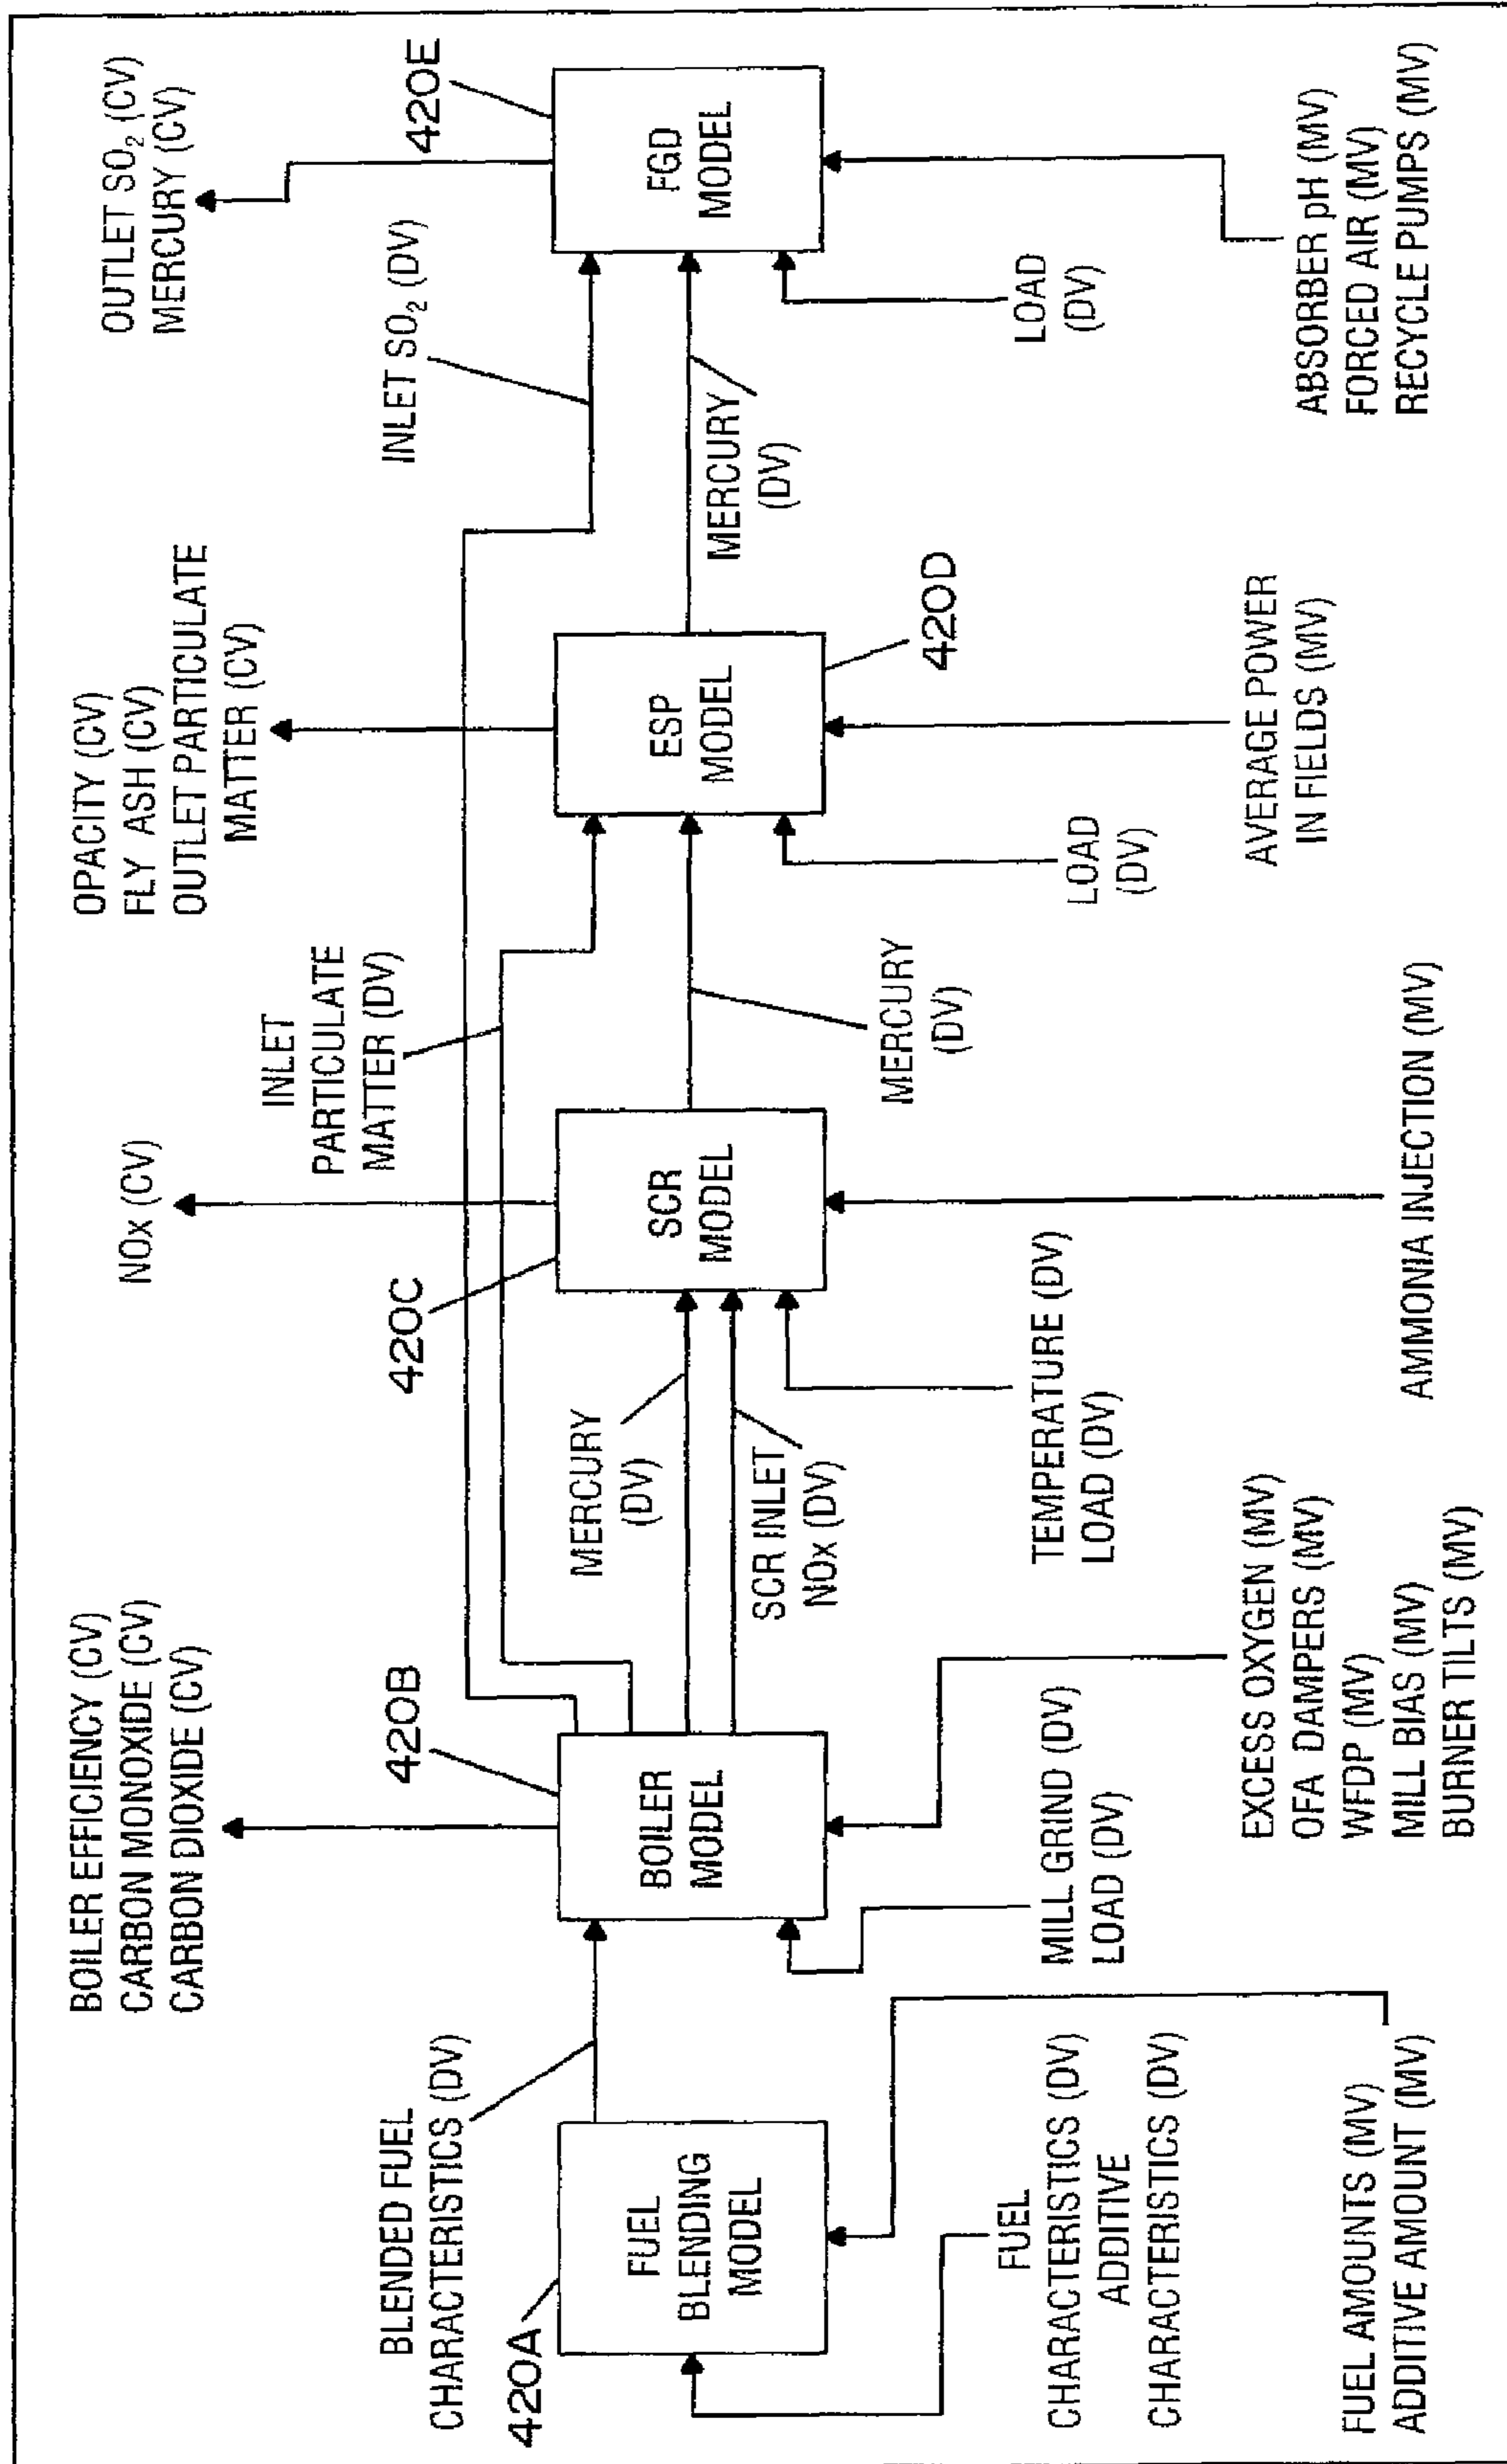 BOILER EFFICIENCY (CV)
CARBON MONOXIDE (CV)
CARBON DIOXIDE (CV)
NOx (CV)
OPACITY (CV)
FLY ASH (CV)
OUTLET PARTICULATE
MATTER (CV)
OUTLET SO₂ (CV)
MERCURY (CV)
BLENDED FUEL
CHARACTERISTICS (DV)
420A
420B
420C
INLET
PARTICULATE
MATTER (DV)
INLET SO₂ (DV)
420E
FUEL
BLENDING
MODEL
BOILER
MODEL
MERCURY
(DV)
SCR INLET
NOx (DV)
SCR
MODEL
MERCURY
(DV)
ESP
MODEL
420D
MERCURY
(DV)
FGD
MODEL
FUEL
CHARACTERISTICS (DV)
ADDITIVE
CHARACTERISTICS (DV)
MILL GRIND (DV)
LOAD (DV)
TEMPERATURE (DV)
LOAD (DV)
LOAD
(DV)
LOAD
(DV)
FUEL AMOUNTS (MV)
ADDITIVE AMOUNT (MV)
EXCESS OXYGEN (MV)
OFA DAMPERS (MV)
WFDP (MV)
MILL BIAS (MV)
BURNER TILTS (MV)
AMMONIA INJECTION (MV)
AVERAGE POWER
IN FIELDS (MV)
ABSORBER pH (MV)
FORCED AIR (MV)
RECYCLE PUMPS (MV)